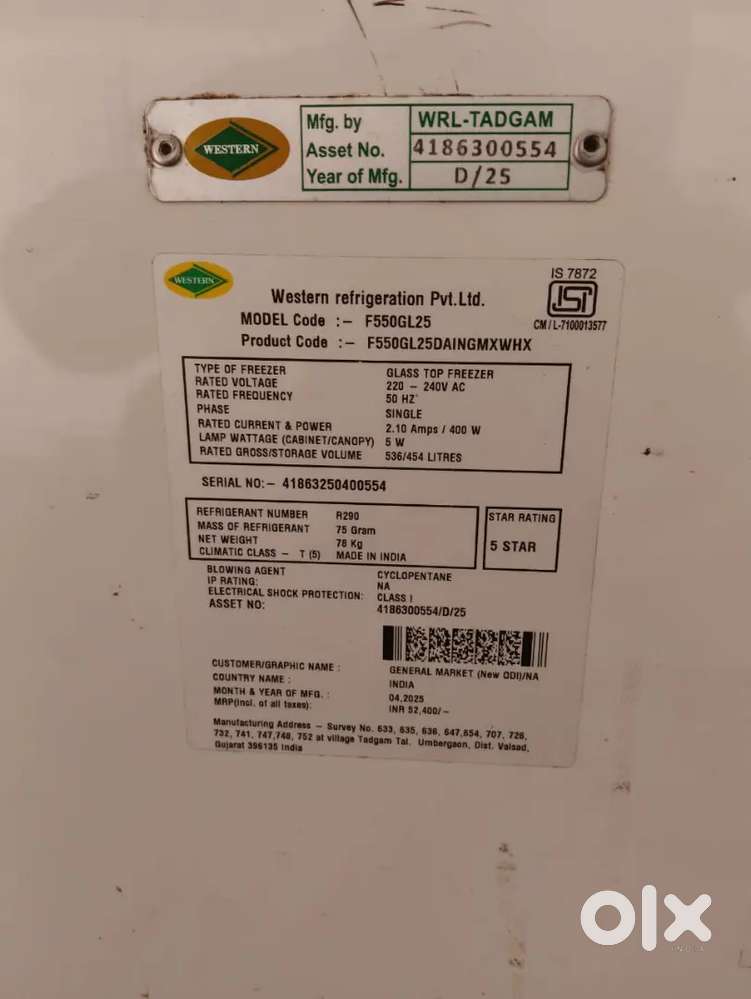 WESTERN
Mfg. by WRL-TADGAM
Asset No. 4186300554
Year of Mfg. D/25
WESTERN
IS 7872
ISI
CM/L-7100013577
Western refrigeration Pvt.Ltd.
MODEL Code :- F550GL25
Product Code :- F550GL25DAINGMXWHX
TYPE OF FREEZER GLASS TOP FREEZER
RATED VOLTAGE 220 - 240V AC
RATED FREQUENCY 50 HZ
PHASE SINGLE
RATED CURRENT & POWER 2.10 Amps / 400 W
LAMP WATTAGE (CABINET/CANOPY) 5 W
RATED GROSS/STORAGE VOLUME 536/454 LITRES
SERIAL NO:- 41863250400554
REFRIGERANT NUMBER R290
MASS OF REFRIGERANT 75 Gram
NET WEIGHT 78 Kg
CLIMATIC CLASS - T (5) MADE IN INDIA
STAR RATING
5 STAR
BLOWING AGENT CYCLOPENTANE
IP RATING: NA
ELECTRICAL SHOCK PROTECTION: CLASS I
ASSET NO: 4186300554/D/25
CUSTOMER/GRAPHIC NAME : GENERAL MARKET (New ODI)/NA
COUNTRY NAME : INDIA
MONTH & YEAR OF MFG. : 04,2025
MRP(Incl. of all taxes): INR 52,400/-
Manufacturing Address - Survey No. 633, 635, 636, 647,654, 707, 726,
732, 741, 747,748, 752 at village Tadgam Tal. Umbergaon, Dist. Valsad,
Gujarat 396135 India
olx